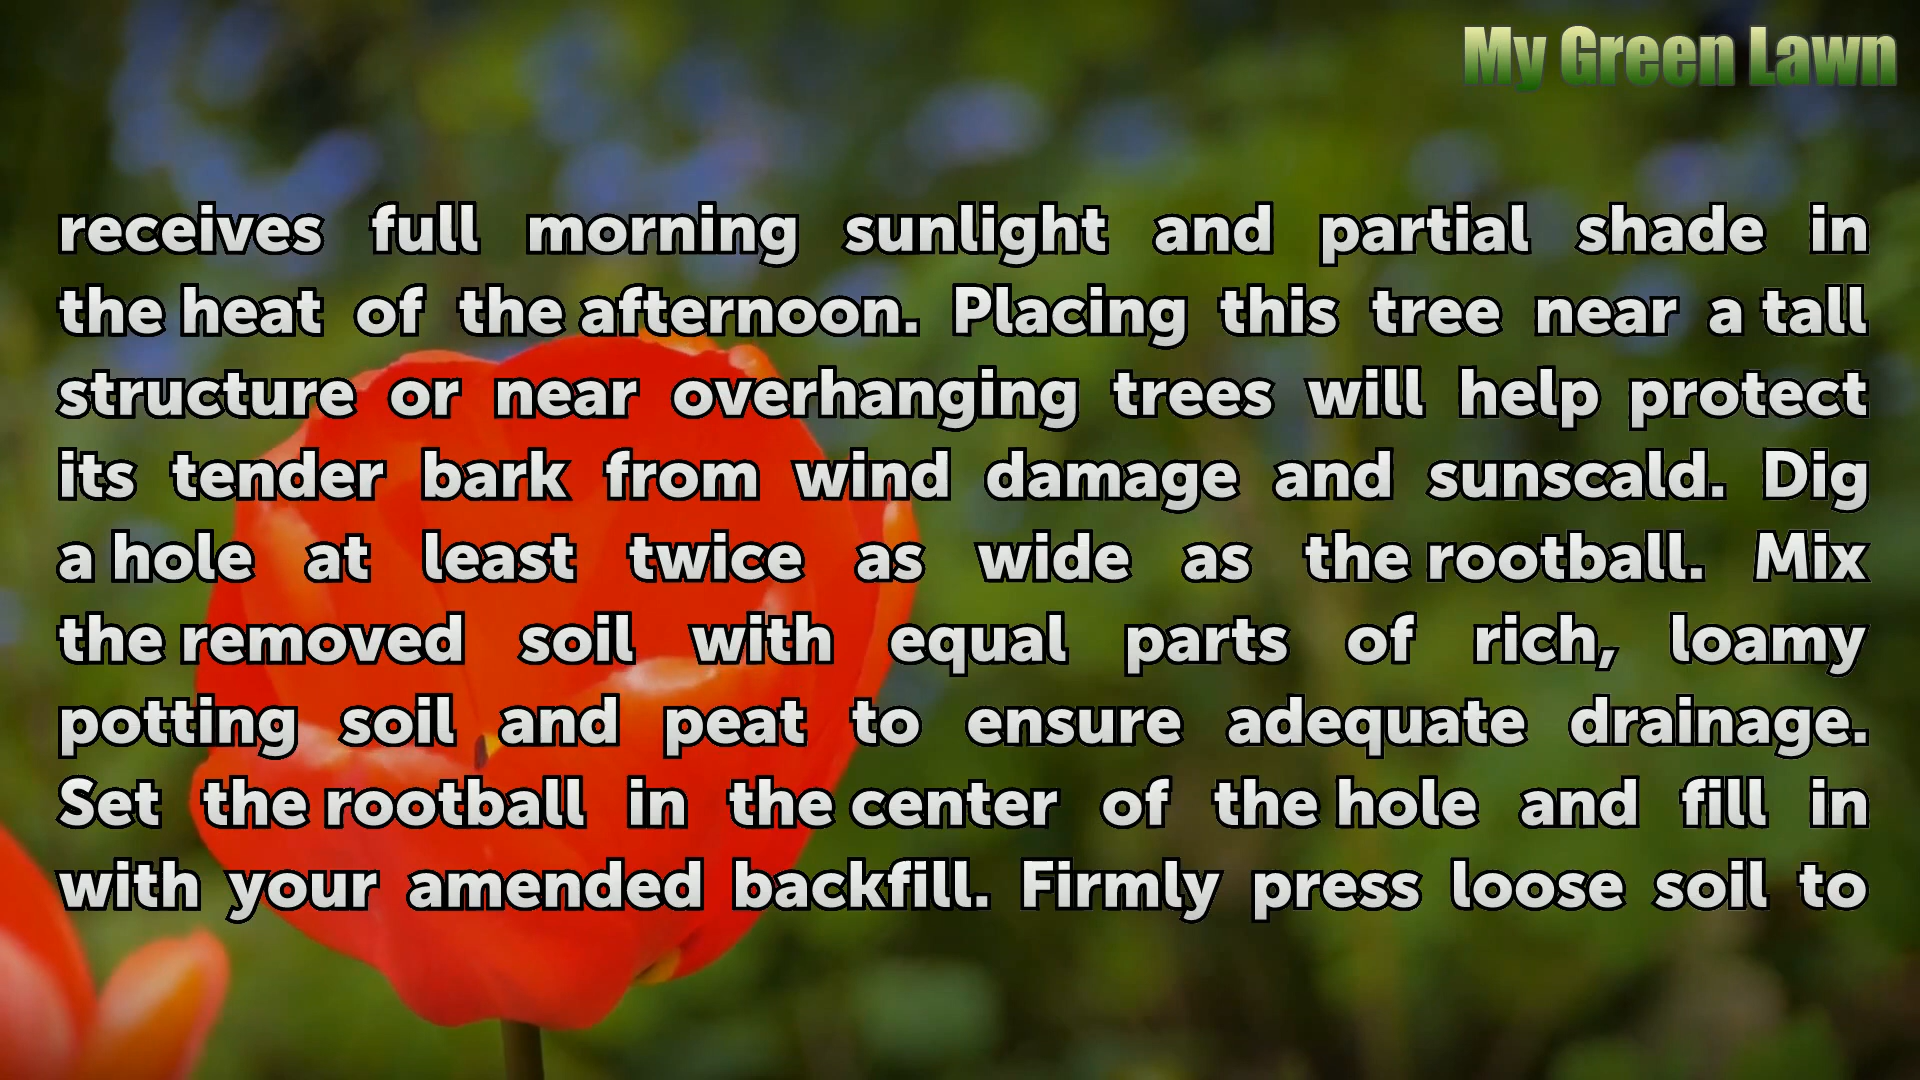 My Green Lawn
receives full morning sunlight and partial shade in
the heat of the afternoon. Placing this tree near a tall
structure or near overhanging trees will help protect
its tender bark from wind damage and sunscald. Dig
a hole at least twice as wide as the rootball. Mix
the removed soil with equal parts of rich, loamy
potting soil and peat to ensure adequate drainage.
Set the rootball in the center of the hole and fill in
with your amended backfill. Firmly press loose soil to